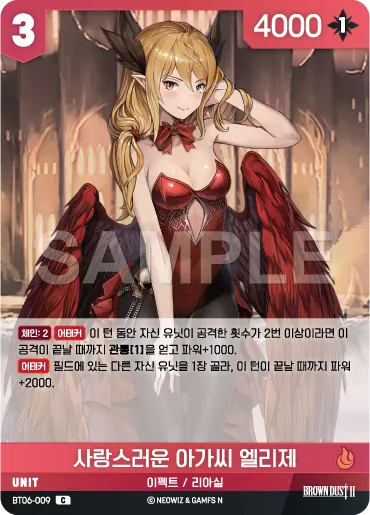 3
4000 1
SAMPLE
체인: 2 어태커 이 턴 동안 자신 유닛이 공격한 횟수가 2번 이상이라면 이
공격이 끝날 때까지 관통[1]을 얻고 파워+1000.
어태커 필드에 있는 다른 자신 유닛을 1장 골라, 이 턴이 끝날 때까지 파워
+2000.
사랑스러운 아가씨 엘리제
UNIT 이펙트 / 리아실
BT06-009 C ⓒ NEOWIZ & GAMFS N BROWN DUST II